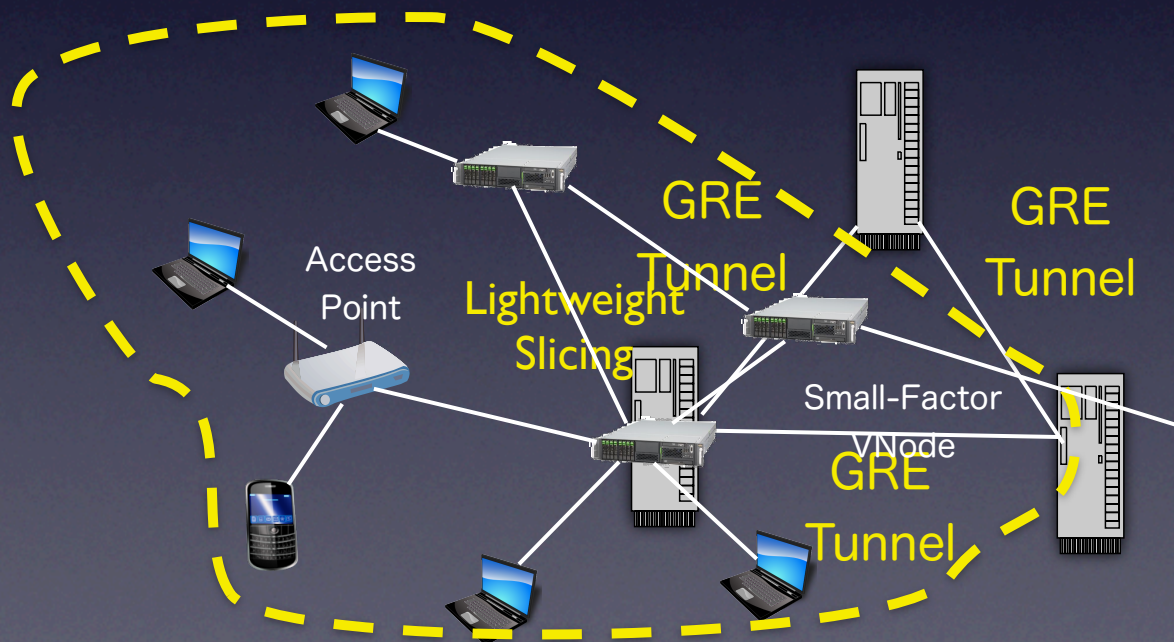 GRE
Tunnel
GRE
Tunnel
Access
Point
Lightweight
Slicing
Small-Factor
VNode
GRE
Tunnel